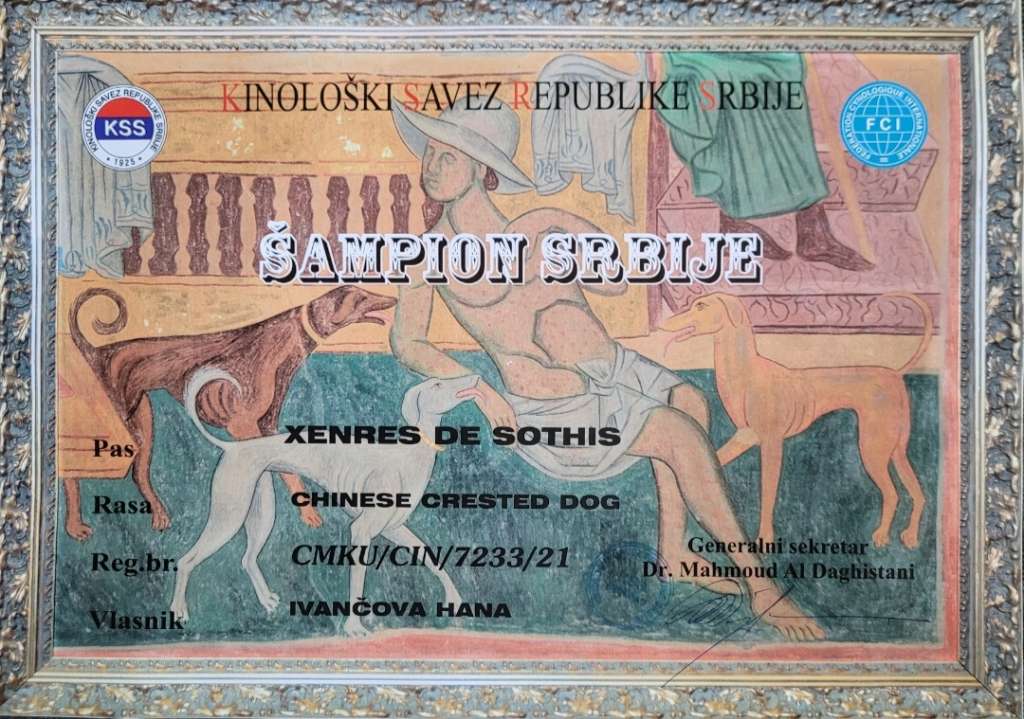 KINOLOŠKI SAVEZ REPUBLIKE SRBIJE
KINOLOŠKI SAVEZ REPUBLIKE SRBIJE
KSS
• 1925 •
FEDERATION CYNOLOGIQUE INTERNATIONALE
FCI
ŠAMPION SRBIJE
Pas XENRES DE SOTHIS
Rasa CHINESE CRESTED DOG
Reg.br. CMKU/CIN/7233/21
Vlasnik IVANČOVA HANA
Generalni sekretar
Dr. Mahmoud Al Daghistani